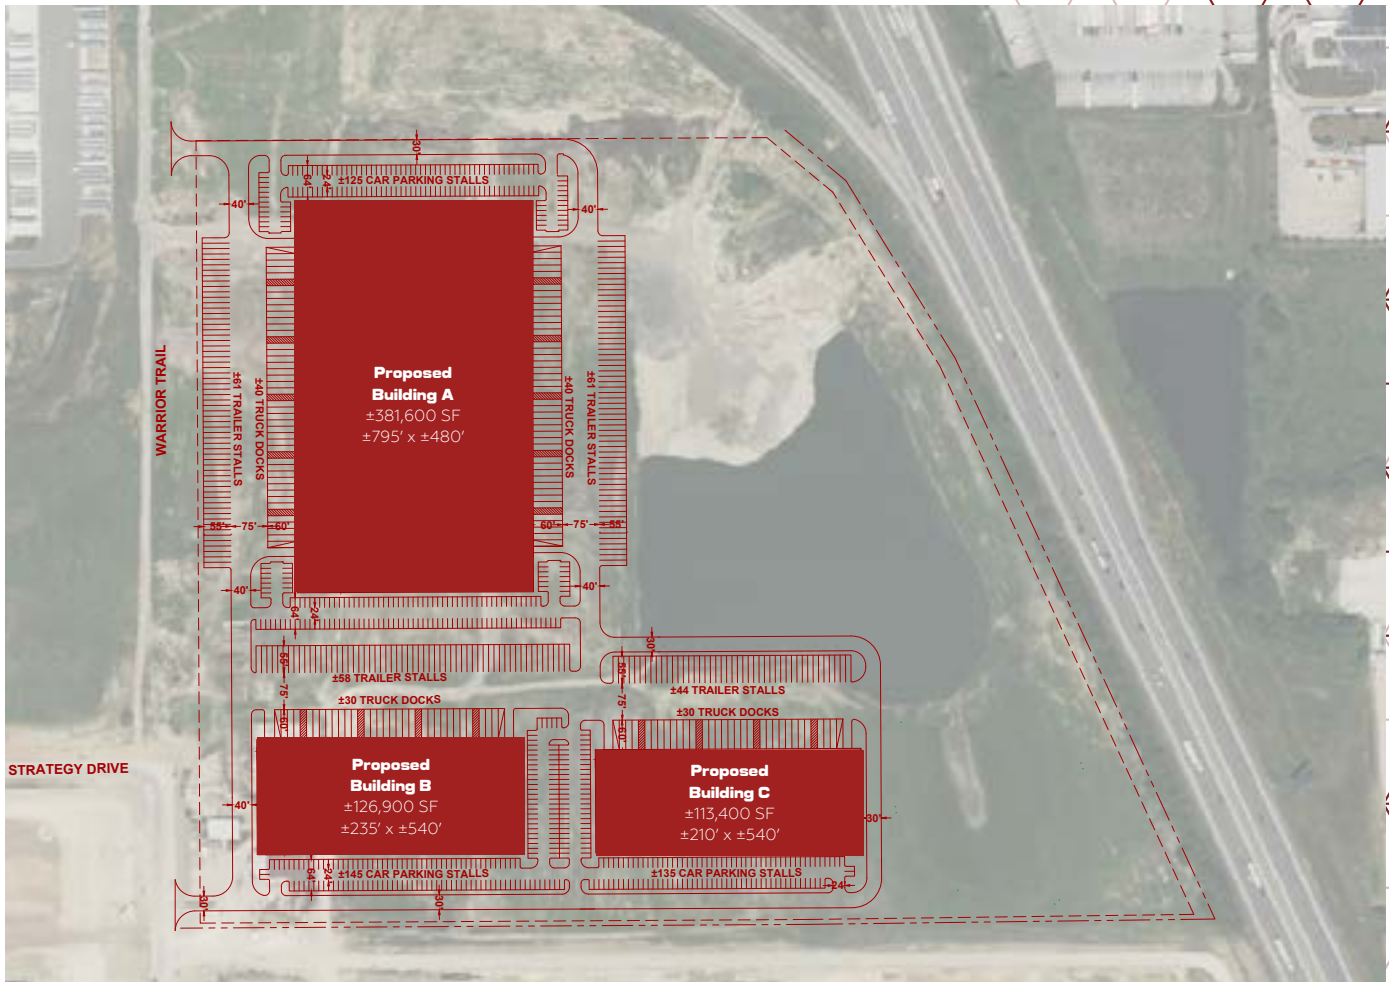 30'
64'
24'
±125 CAR PARKING STALLS
40'
40'
WARRIOR TRAIL
±61 TRAILER STALLS
±40 TRUCK DOCKS
Proposed
Building A
±381,600 SF
±795' x ±480'
±40 TRUCK DOCKS
±61 TRAILER STALLS
55'
75'
60'
60'
75'
55'
40'
40'
64'
24'
30'
55'
±58 TRAILER STALLS
75'
±30 TRUCK DOCKS
60'
55'
±44 TRAILER STALLS
75'
±30 TRUCK DOCKS
60'
STRATEGY DRIVE
Proposed
Building B
±126,900 SF
±235' x ±540'
Proposed
Building C
±113,400 SF
±210' x ±540'
40'
30'
64'
24'
±145 CAR PARKING STALLS
±135 CAR PARKING STALLS
24'
30'
30'